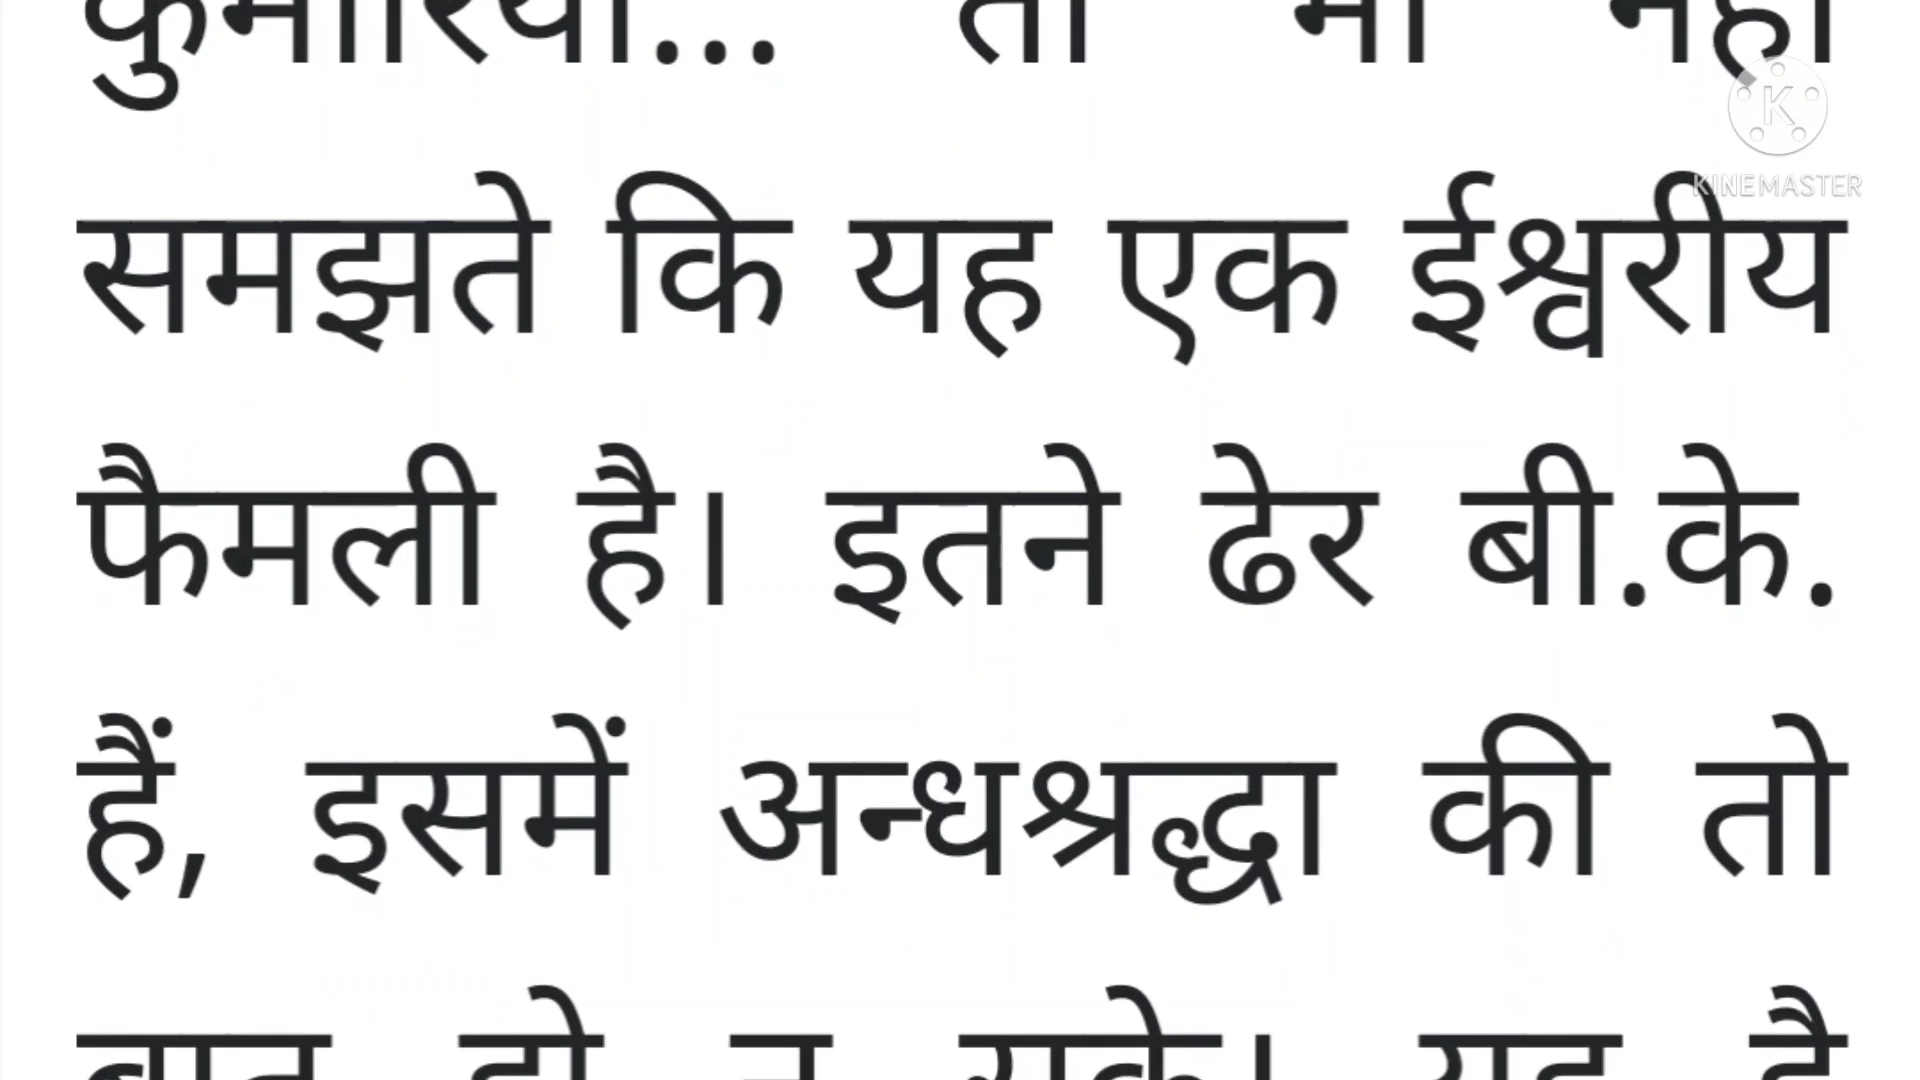 समझते कि यह एक ईश्वरीय
फैमली है। इतने ढेर बी.के.
हैं, इसमें अन्धश्रद्धा की तो
KINEMASTER